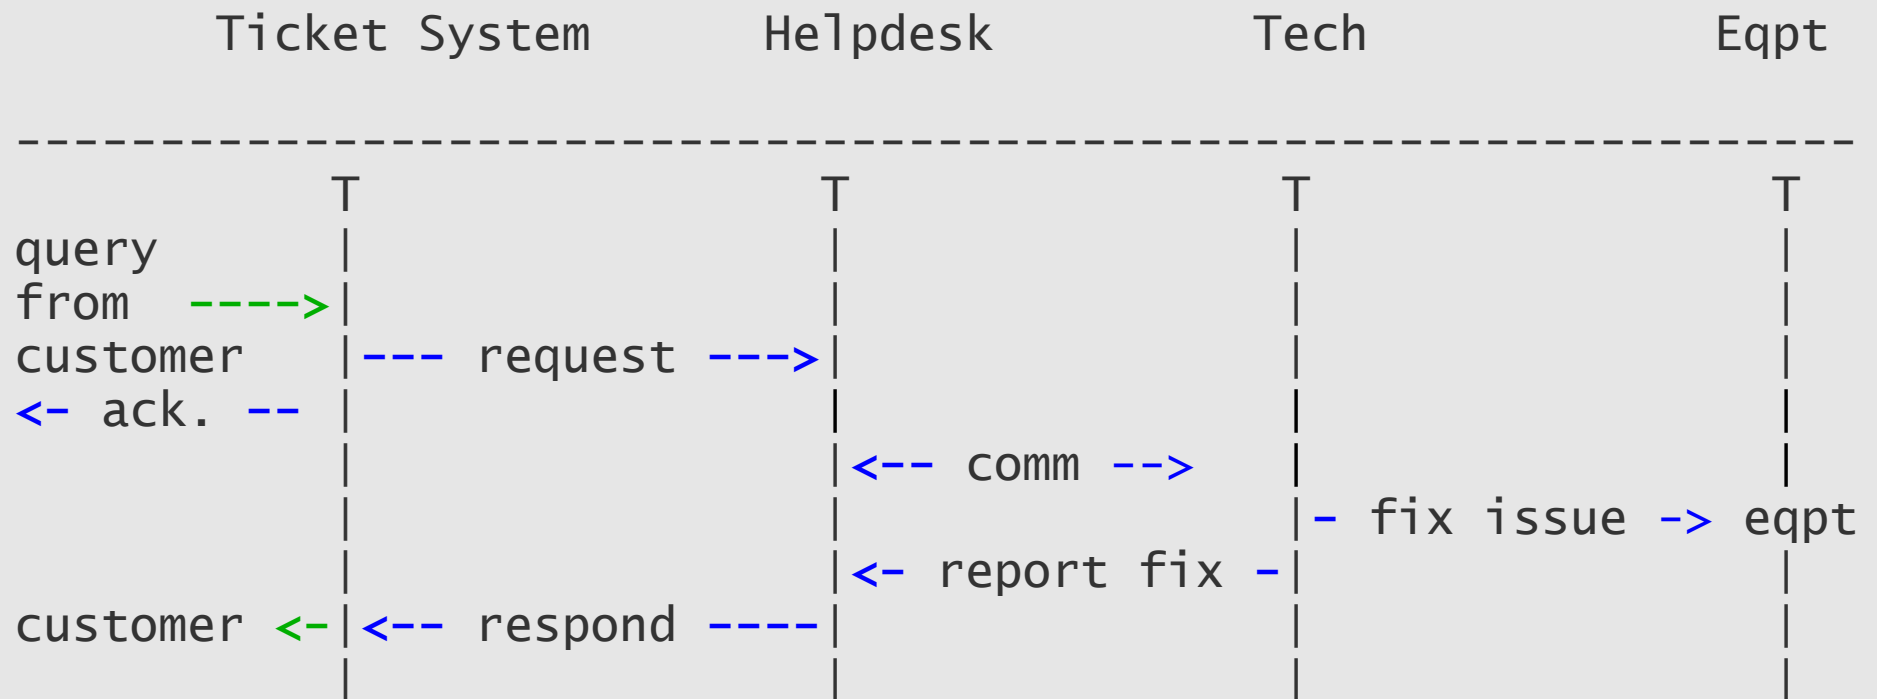 Ticket System      Helpdesk         Tech            Eqpt
----------------------------------------------------------------
           T                T               T                T
query      |                |               |                |
from  ---->|                |               |                |
customer   |--- request --->|               |                |
<- ack. -- |                |               |                |
           |                |<-- comm -->   |                |
           |                |               |- fix issue -> eqpt
           |                |<- report fix -|                |
customer <-|<-- respond ----|               |                |
           |                |               |                |